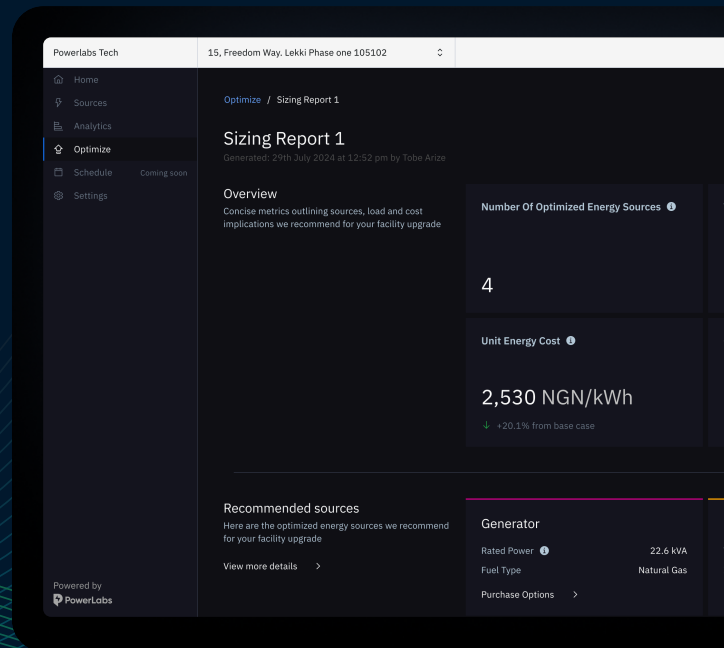 Powerlabs Tech
15, Freedom Way. Lekki Phase one 105102
Home
Sources
Analytics
Optimize
Schedule Coming soon
Settings
Powered by
PowerLabs
Optimize / Sizing Report 1
Sizing Report 1
Generated: 29th July 2024 at 12:52 pm by Tobe Arize
Overview
Concise metrics outlining sources, load and cost
implications we recommend for your facility upgrade
Number Of Optimized Energy Sources
4
Unit Energy Cost
2,530 NGN/kWh
+20.1% from base case
Recommended sources
Here are the optimized energy sources we recommend
for your facility upgrade
View more details
Generator
Rated Power 22.6 kVA
Fuel Type Natural Gas
Purchase Options